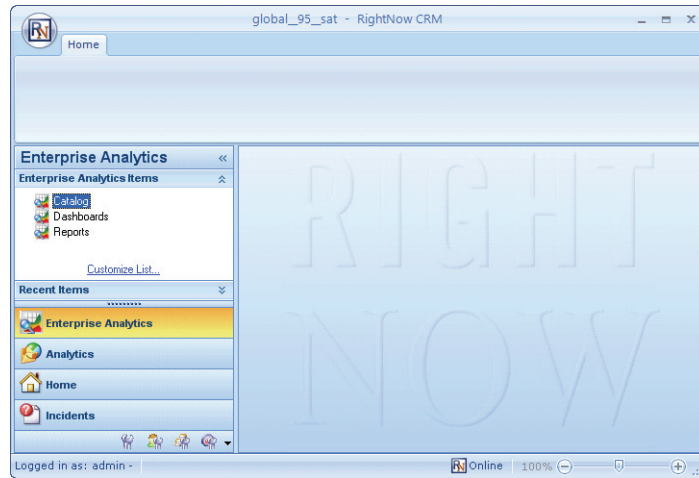 global_95_sat - RightNow CRM
RN
Home
Enterprise Analytics
Enterprise Analytics Items
Catalog
Dashboards
Reports
Customize List...
Recent Items
Enterprise Analytics
Analytics
Home
Incidents
RIGHT
NOW
Logged in as: admin -
RN Online 100%